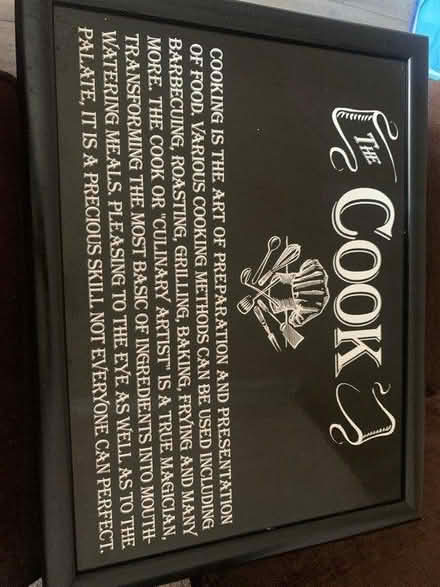 THE
COOK
COOKING IS THE ART OF PREPARATION AND PRESENTATION
OF FOOD. VARIOUS COOKING METHODS CAN BE USED INCLUDING
BARBECUING, ROASTING, GRILLING, BAKING, FRYING AND MANY
MORE. THE COOK OR "CULINARY ARTIST" IS A TRUE MAGICIAN,
TRANSFORMING THE MOST BASIC OF INGREDIENTS INTO MOUTH-
WATERING MEALS. PLEASING TO THE EYE AS WELL AS TO THE
PALATE, IT IS A PRECIOUS SKILL NOT EVERYONE CAN PERFECT.